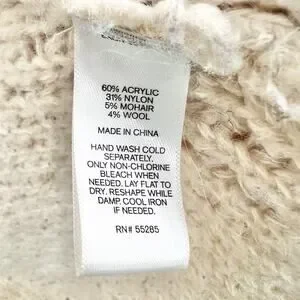 60% ACRYLIC
31% NYLON
5% MOHAIR
4% WOOL
MADE IN CHINA
HAND WASH COLD
SEPARATELY.
ONLY NON-CHLORINE
BLEACH WHEN
NEEDED. LAY FLAT TO
DRY. RESHAPE WHILE
DAMP. COOL IRON
IF NEEDED.
RN# 55285